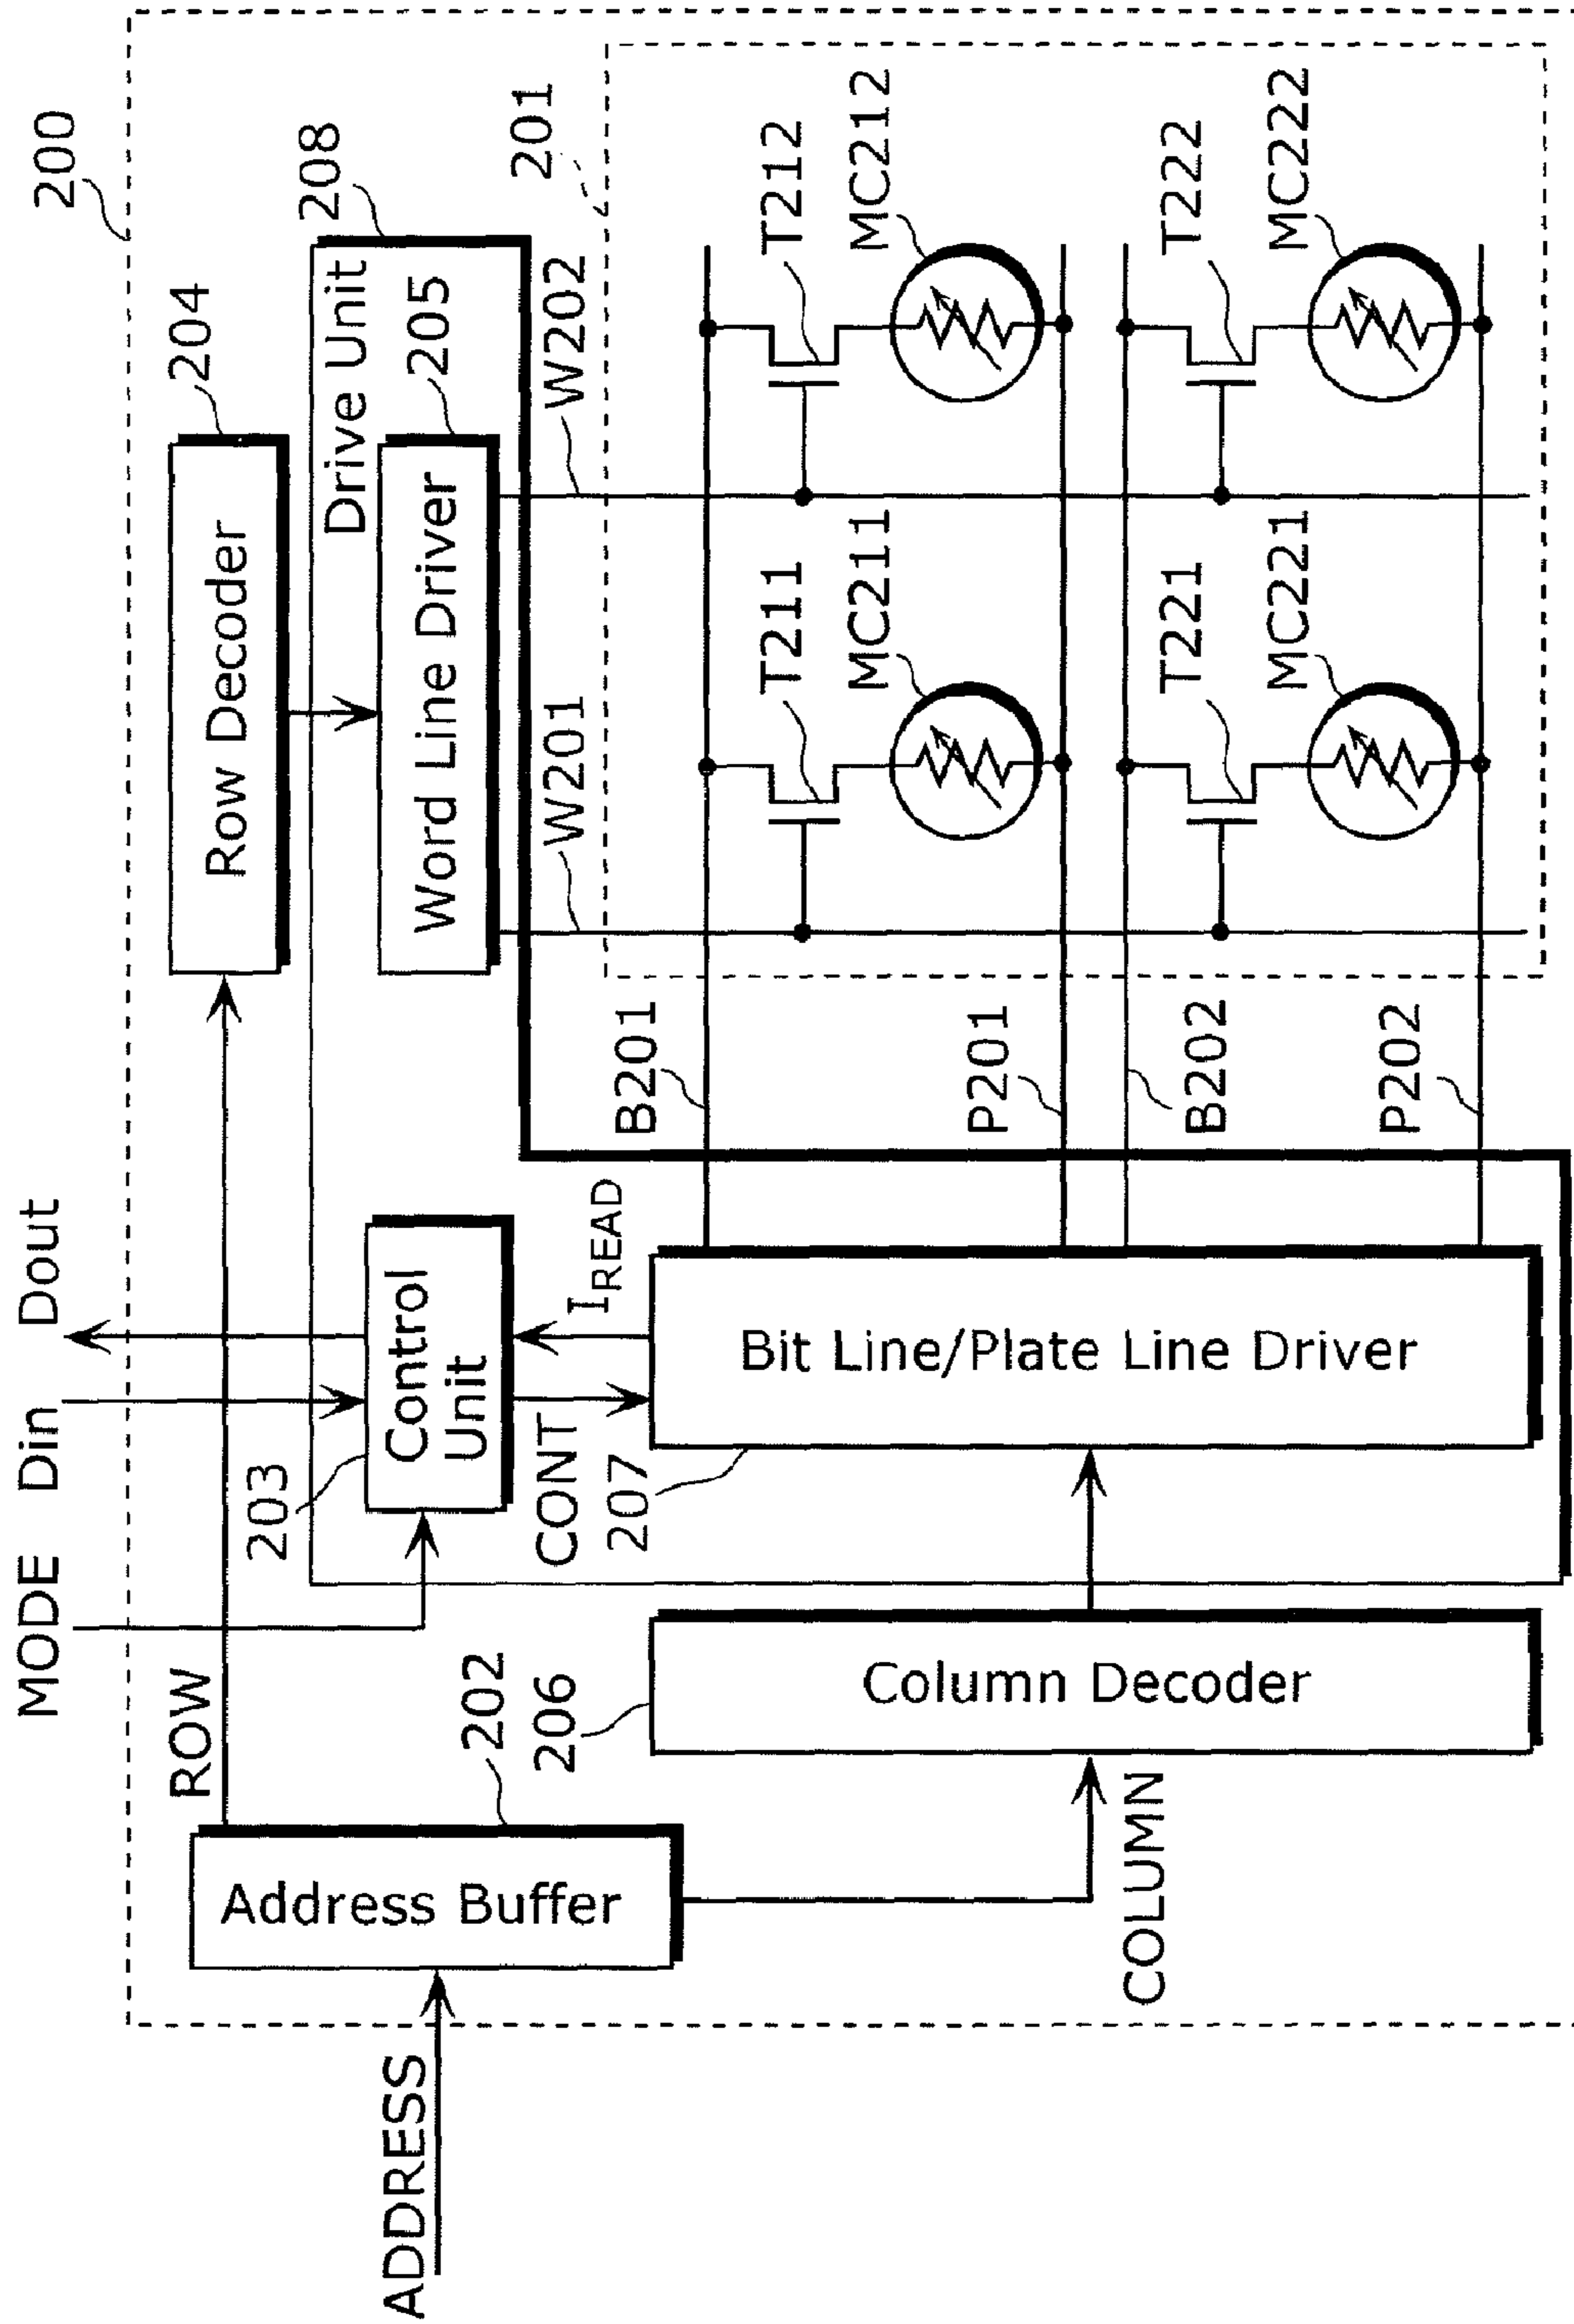 200
MODE Din Dout
ROW
204
Row Decoder
208
Drive Unit
205
Word Line Driver
203
Control
Unit
ADDRESS
Address Buffer
202
CONT
I READ
W201
W202
201
206
207
B201
T211
T212
MC211
MC212
Column Decoder
Bit Line/Plate Line Driver
P201
COLUMN
B202
T221
T222
MC221
MC222
P202